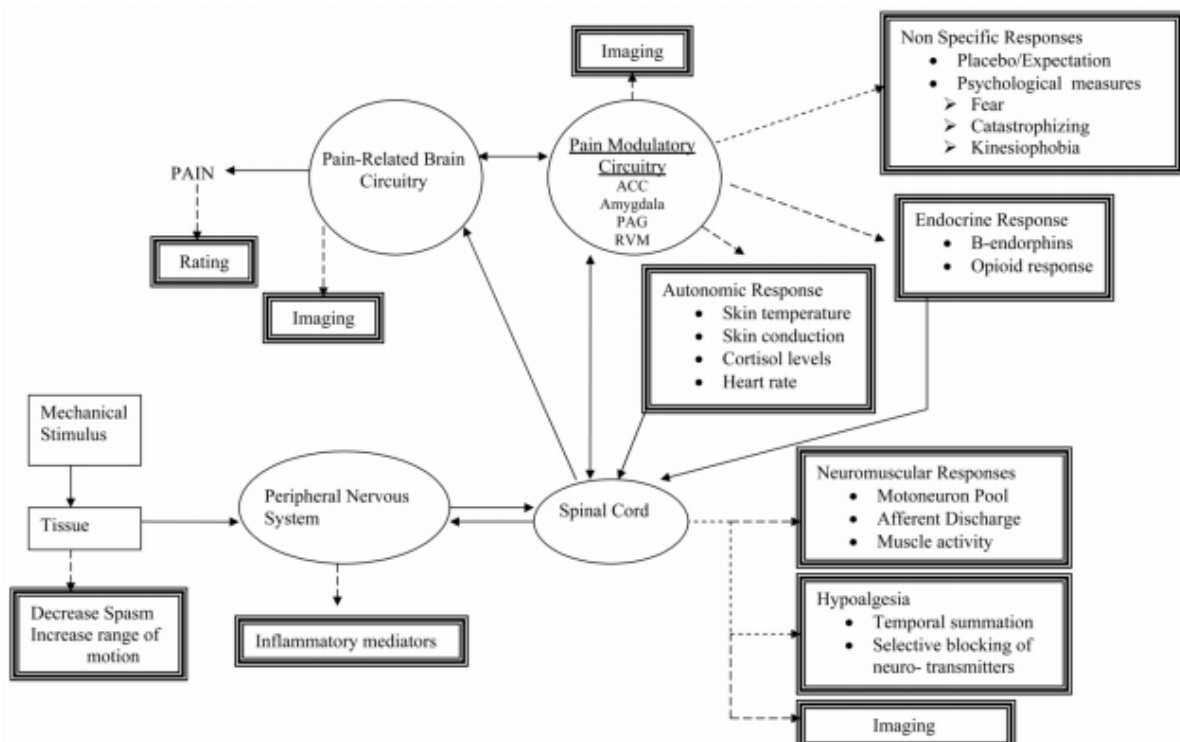 Imaging
Non Specific Responses
● Placebo/Expectation
● Psychological measures
➢ Fear
➢ Catastrophizing
➢ Kinesiophobia
Pain-Related Brain
Circuitry
Pain Modulatory
Circuitry
ACC
Amygdala
PAG
RVM
PAIN
Rating
Imaging
Endocrine Response
● B-endorphins
● Opioid response
Autonomic Response
● Skin temperature
● Skin conduction
● Cortisol levels
● Heart rate
Mechanical
Stimulus
Tissue
Peripheral Nervous
System
Spinal Cord
Neuromuscular Responses
● Motoneuron Pool
● Afferent Discharge
● Muscle activity
Decrease Spasm
Increase range of
motion
Inflammatory mediators
Hypoalgesia
● Temporal summation
● Selective blocking of
neuro- transmitters
Imaging